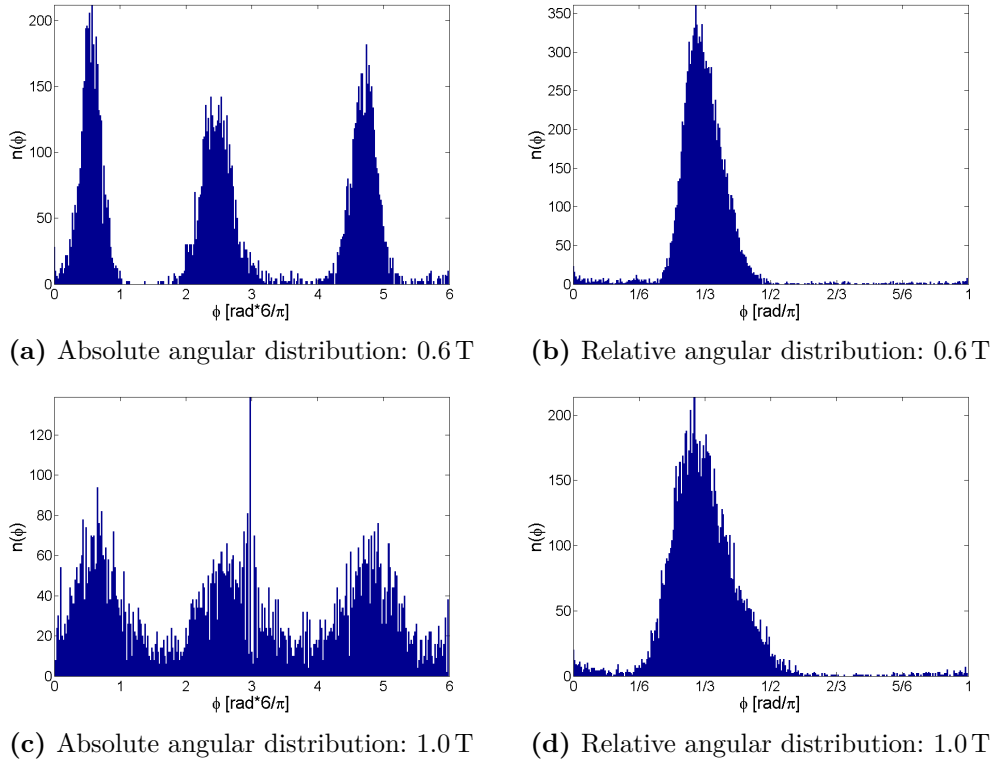 200
150
100
50
0
n(ϕ)
0 1 2 3 4 5 6
ϕ [rad*6/π]
350
300
250
200
150
100
50
0
n(ϕ)
0 1/6 1/3 1/2 2/3 5/6 1
ϕ [rad/π]
(a) Absolute angular distribution: 0.6 T
(b) Relative angular distribution: 0.6 T
120
100
80
60
40
20
0
n(ϕ)
0 1 2 3 4 5 6
ϕ [rad*6/π]
200
150
100
50
0
n(ϕ)
0 1/6 1/3 1/2 2/3 5/6 1
ϕ [rad/π]
(c) Absolute angular distribution: 1.0 T
(d) Relative angular distribution: 1.0 T